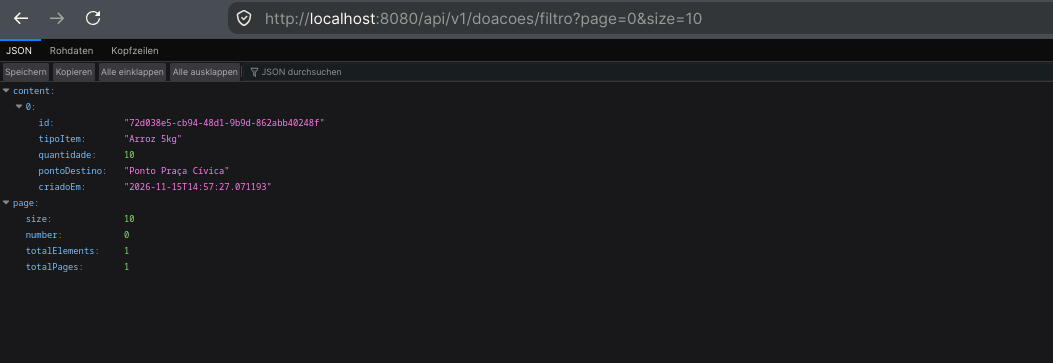 http://localhost:8080/api/v1/doacoes/filtro?page=0&size=10
JSON Rohdaten Kopfzeilen
Speichern Kopieren Alle einklappen Alle ausklappen JSON durchsuchen
content:
0:
id: "72d038e5-cb94-48d1-9b9d-862abb40248f"
tipoItem: "Arroz 5kg"
quantidade: 10
pontoDestino: "Ponto Praça Cívica"
criadoEm: "2026-11-15T14:57:27.071193"
page:
size: 10
number: 0
totalElements: 1
totalPages: 1